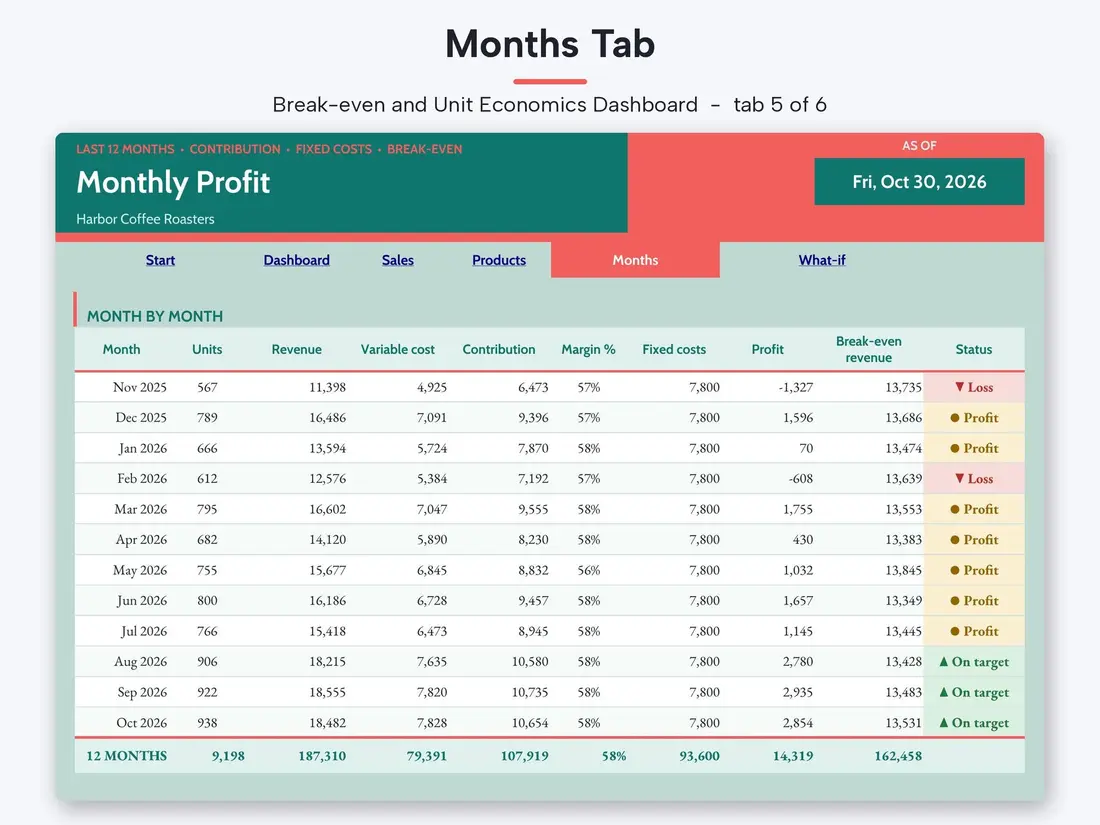 Months Tab
Break-even and Unit Economics Dashboard - tab 5 of 6
LAST 12 MONTHS • CONTRIBUTION • FIXED COSTS • BREAK-EVEN
Monthly Profit
Harbor Coffee Roasters
AS OF
Fri, Oct 30, 2026
Start Dashboard Sales Products Months What-if
MONTH BY MONTH
Month Units Revenue Variable cost Contribution Margin % Fixed costs Profit Break-even revenue Status
Nov 2025 567 11,398 4,925 6,473 57% 7,800 -1,327 13,735 ▼ Loss
Dec 2025 789 16,486 7,091 9,396 57% 7,800 1,596 13,686 ● Profit
Jan 2026 666 13,594 5,724 7,870 58% 7,800 70 13,474 ● Profit
Feb 2026 612 12,576 5,384 7,192 57% 7,800 -608 13,639 ▼ Loss
Mar 2026 795 16,602 7,047 9,555 58% 7,800 1,755 13,553 ● Profit
Apr 2026 682 14,120 5,890 8,230 58% 7,800 430 13,383 ● Profit
May 2026 755 15,677 6,845 8,832 56% 7,800 1,032 13,845 ● Profit
Jun 2026 800 16,186 6,728 9,457 58% 7,800 1,657 13,349 ● Profit
Jul 2026 766 15,418 6,473 8,945 58% 7,800 1,145 13,445 ● Profit
Aug 2026 906 18,215 7,635 10,580 58% 7,800 2,780 13,428 ▲ On target
Sep 2026 922 18,555 7,820 10,735 58% 7,800 2,935 13,483 ▲ On target
Oct 2026 938 18,482 7,828 10,654 58% 7,800 2,854 13,531 ▲ On target
12 MONTHS 9,198 187,310 79,391 107,919 58% 93,600 14,319 162,458